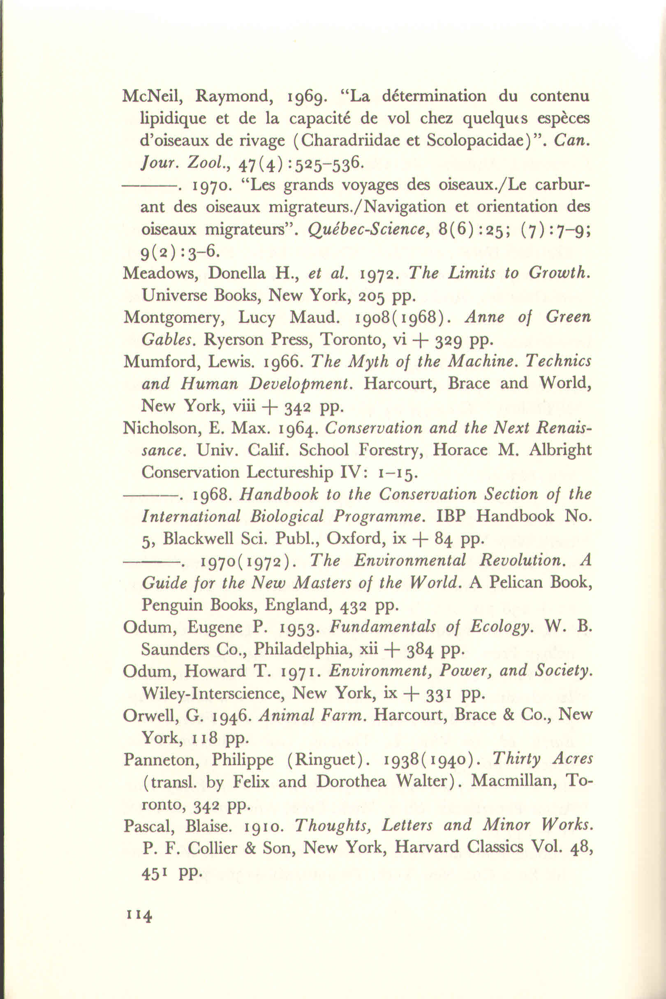 McNeil, Raymond, 1969. “La détermination du contenu
lipidique et de la capacité de vol chez quelques espèces
d’oiseaux de rivage (Charadriidae et Scolopacidae)”. Can.
Jour. Zool., 47(4):525–536.
———. 1970. “Les grands voyages des oiseaux./Le carbur-
ant des oiseaux migrateurs./Navigation et orientation des
oiseaux migrateurs”. Québec-Science, 8(6):25; (7):7–9;
9(2):3–6.
Meadows, Donella H., et al. 1972. The Limits to Growth.
Universe Books, New York, 205 pp.
Montgomery, Lucy Maud. 1908(1968). Anne of Green
Gables. Ryerson Press, Toronto, vi + 329 pp.
Mumford, Lewis. 1966. The Myth of the Machine. Technics
and Human Development. Harcourt, Brace and World,
New York, viii + 342 pp.
Nicholson, E. Max. 1964. Conservation and the Next Renais-
sance. Univ. Calif. School Forestry, Horace M. Albright
Conservation Lectureship IV: 1–15.
———. 1968. Handbook to the Conservation Section of the
International Biological Programme. IBP Handbook No.
5, Blackwell Sci. Publ., Oxford, ix + 84 pp.
———. 1970(1972). The Environmental Revolution. A
Guide for the New Masters of the World. A Pelican Book,
Penguin Books, England, 432 pp.
Odum, Eugene P. 1953. Fundamentals of Ecology. W. B.
Saunders Co., Philadelphia, xii + 384 pp.
Odum, Howard T. 1971. Environment, Power, and Society.
Wiley-Interscience, New York, ix + 331 pp.
Orwell, G. 1946. Animal Farm. Harcourt, Brace & Co., New
York, 118 pp.
Panneton, Philippe (Ringuet). 1938(1940). Thirty Acres
(transl. by Felix and Dorothea Walter). Macmillan, To-
ronto, 342 pp.
Pascal, Blaise. 1910. Thoughts, Letters and Minor Works.
P. F. Collier & Son, New York, Harvard Classics Vol. 48,
451 pp.
114